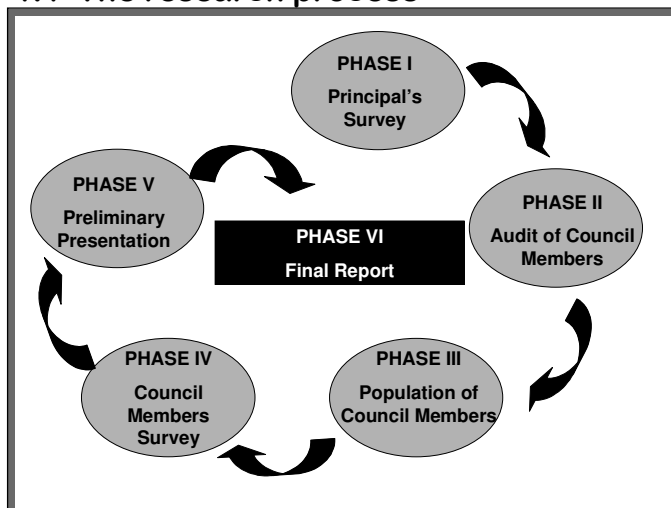 PHASE I
Principal's
Survey
PHASE II
Audit of Council
Members
PHASE III
Population of
Council Members
PHASE IV
Council
Members
Survey
PHASE V
Preliminary
Presentation
PHASE VI
Final Report